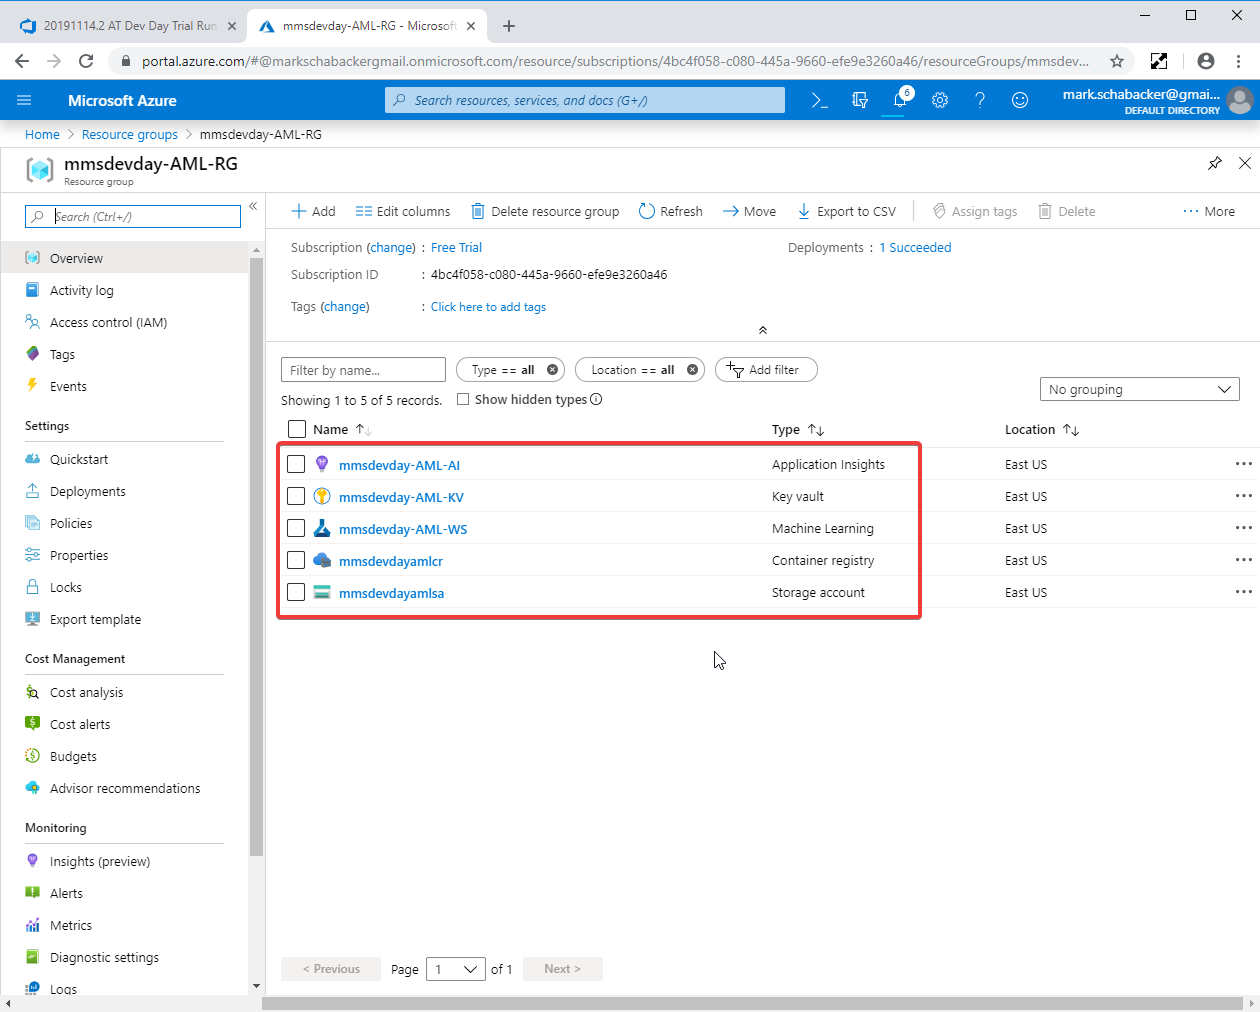 20191114.2 AT Dev Day Trial Run
mmsdevday-AML-RG - Microsoft
portal.azure.com/#@markschabackergmail.onmicrosoft.com/resource/subscriptions/4bc4f058-c080-445a-9660-efe9e3260a46/resourceGroups/mmsdev...
Microsoft Azure
Search resources, services, and docs (G+/)
6
mark.schabacker@gmai...
DEFAULT DIRECTORY
Home > Resource groups > mmsdevday-AML-RG
mmsdevday-AML-RG
Resource group
Search (Ctrl+/)
Overview
Activity log
Access control (IAM)
Tags
Events
Settings
Quickstart
Deployments
Policies
Properties
Locks
Export template
Cost Management
Cost analysis
Cost alerts
Budgets
Advisor recommendations
Monitoring
Insights (preview)
Alerts
Metrics
Diagnostic settings
Logs
Add Edit columns Delete resource group Refresh Move Export to CSV Assign tags Delete ... More
Subscription (change) : Free Trial
Deployments : 1 Succeeded
Subscription ID : 4bc4f058-c080-445a-9660-efe9e3260a46
Tags (change) : Click here to add tags
Filter by name... Type == all Location == all Add filter
Showing 1 to 5 of 5 records. Show hidden types
No grouping
Name Type Location
mmsdevday-AML-AI Application Insights East US
mmsdevday-AML-KV Key vault East US
mmsdevday-AML-WS Machine Learning East US
mmsdevdayamlcr Container registry East US
mmsdevdayamlsa Storage account East US
< Previous Page 1 of 1 Next >